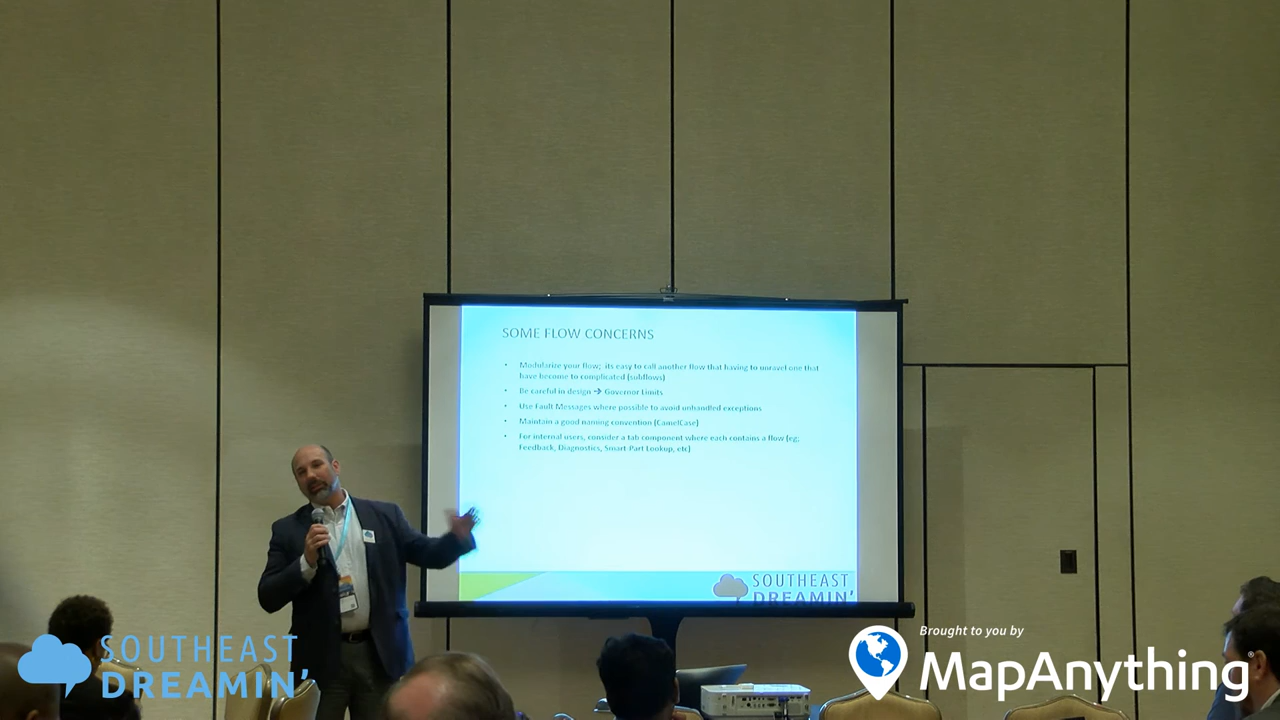 SOME FLOW CONCERNS
• Modularize your flow; its easy to call another flow that having to unravel one that
have become to complicated (subflows)
• Be careful in design → Governor Limits
• Use Fault Messages where possible to avoid unhandled exceptions
• Maintain a good naming convention (CamelCase)
• For internal users, consider a tab component where each contains a flow (eg;
Feedback, Diagnostics, Smart-Part Lookup, etc)
SOUTHEAST
DREAMIN'
SOUTHEAST
DREAMIN'
Brought to you by
MapAnything®